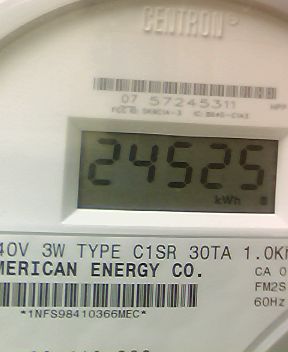 CENTRON
07 57245311
24525
kWh
40V 3W TYPE C1SR 30TA 1.0K
MERICAN ENERGY CO.
CA 0
FM2S
60Hz
*1NFS98410366MEC*